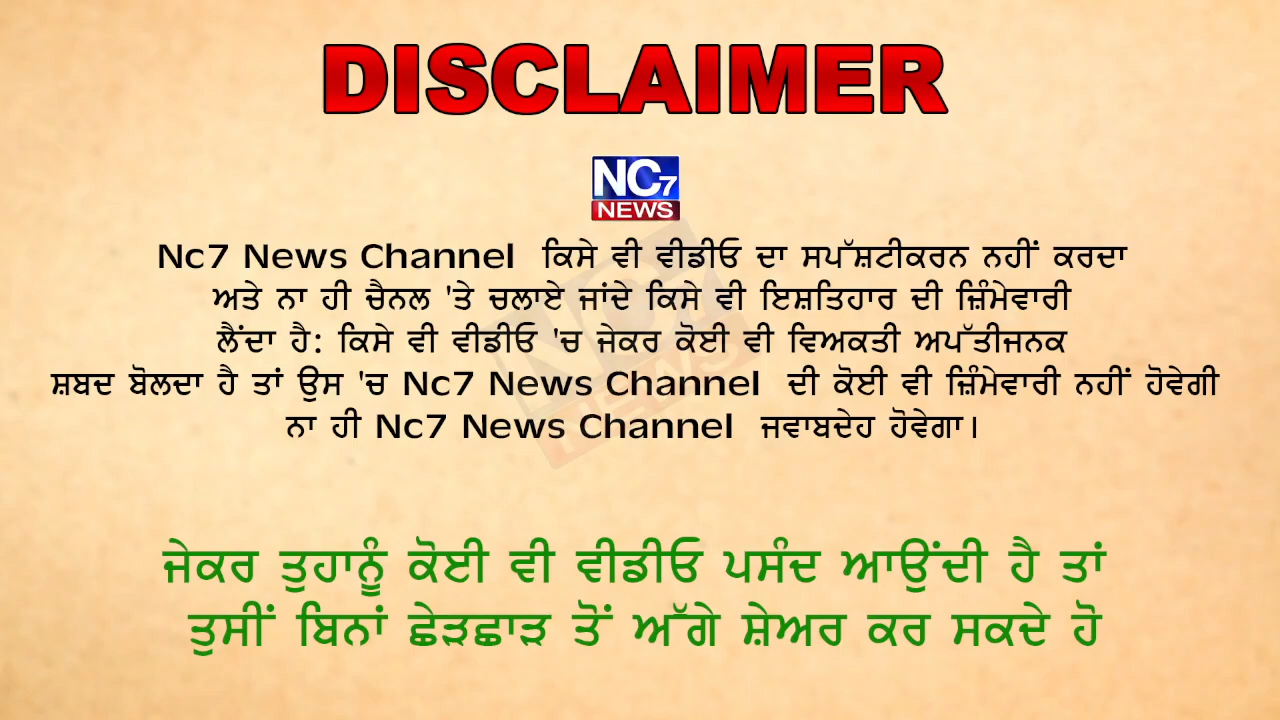 DISCLAIMER
NC7
NEWS
Nc7 News Channel ਕਿਸੇ ਵੀ ਵੀਡੀਓ ਦਾ ਸਪੱਸ਼ਟੀਕਰਨ ਨਹੀਂ ਕਰਦਾ
ਅਤੇ ਨਾ ਹੀ ਚੈਨਲ 'ਤੇ ਚਲਾਏ ਜਾਂਦੇ ਕਿਸੇ ਵੀ ਇਸ਼ਤਿਹਾਰ ਦੀ ਜ਼ਿੰਮੇਵਾਰੀ
ਲੈਂਦਾ ਹੈ: ਕਿਸੇ ਵੀ ਵੀਡੀਓ 'ਚ ਜੇਕਰ ਕੋਈ ਵੀ ਵਿਅਕਤੀ ਅਪੱਤੀਜਨਕ
ਸ਼ਬਦ ਬੋਲਦਾ ਹੈ ਤਾਂ ਉਸ 'ਚ Nc7 News Channel ਦੀ ਕੋਈ ਵੀ ਜ਼ਿੰਮੇਵਾਰੀ ਨਹੀਂ ਹੋਵੇਗੀ
ਨਾ ਹੀ Nc7 News Channel ਜਵਾਬਦੇਹ ਹੋਵੇਗਾ।
ਜੇਕਰ ਤੁਹਾਨੂੰ ਕੋਈ ਵੀ ਵੀਡੀਓ ਪਸੰਦ ਆਉਂਦੀ ਹੈ ਤਾਂ
ਤੁਸੀਂ ਬਿਨਾਂ ਛੇੜਛਾੜ ਤੋਂ ਅੱਗੇ ਸ਼ੇਅਰ ਕਰ ਸਕਦੇ ਹੋ